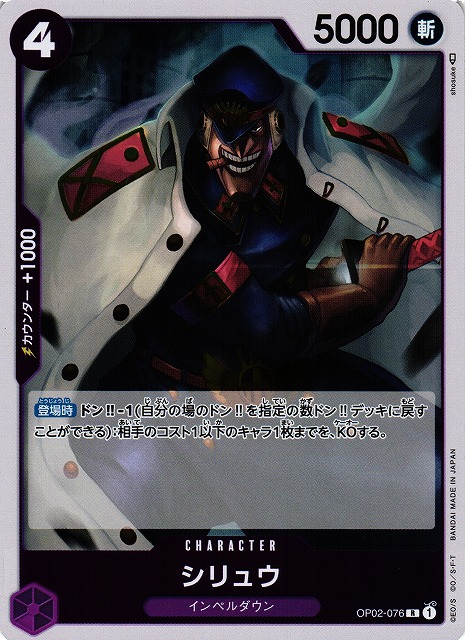 4
5000
斬
shosuke
カウンター +1000
登場時 ドン!!-1(自分の場のドン!!を指定の数ドン!!デッキに戻す
ことができる):相手のコスト1以下のキャラ1枚までを、KOする。
CHARACTER
シリュウ
インペルダウン
OP02-076 R 1
©EO/S ©O/S・F・T BANDAI MADE IN JAPAN